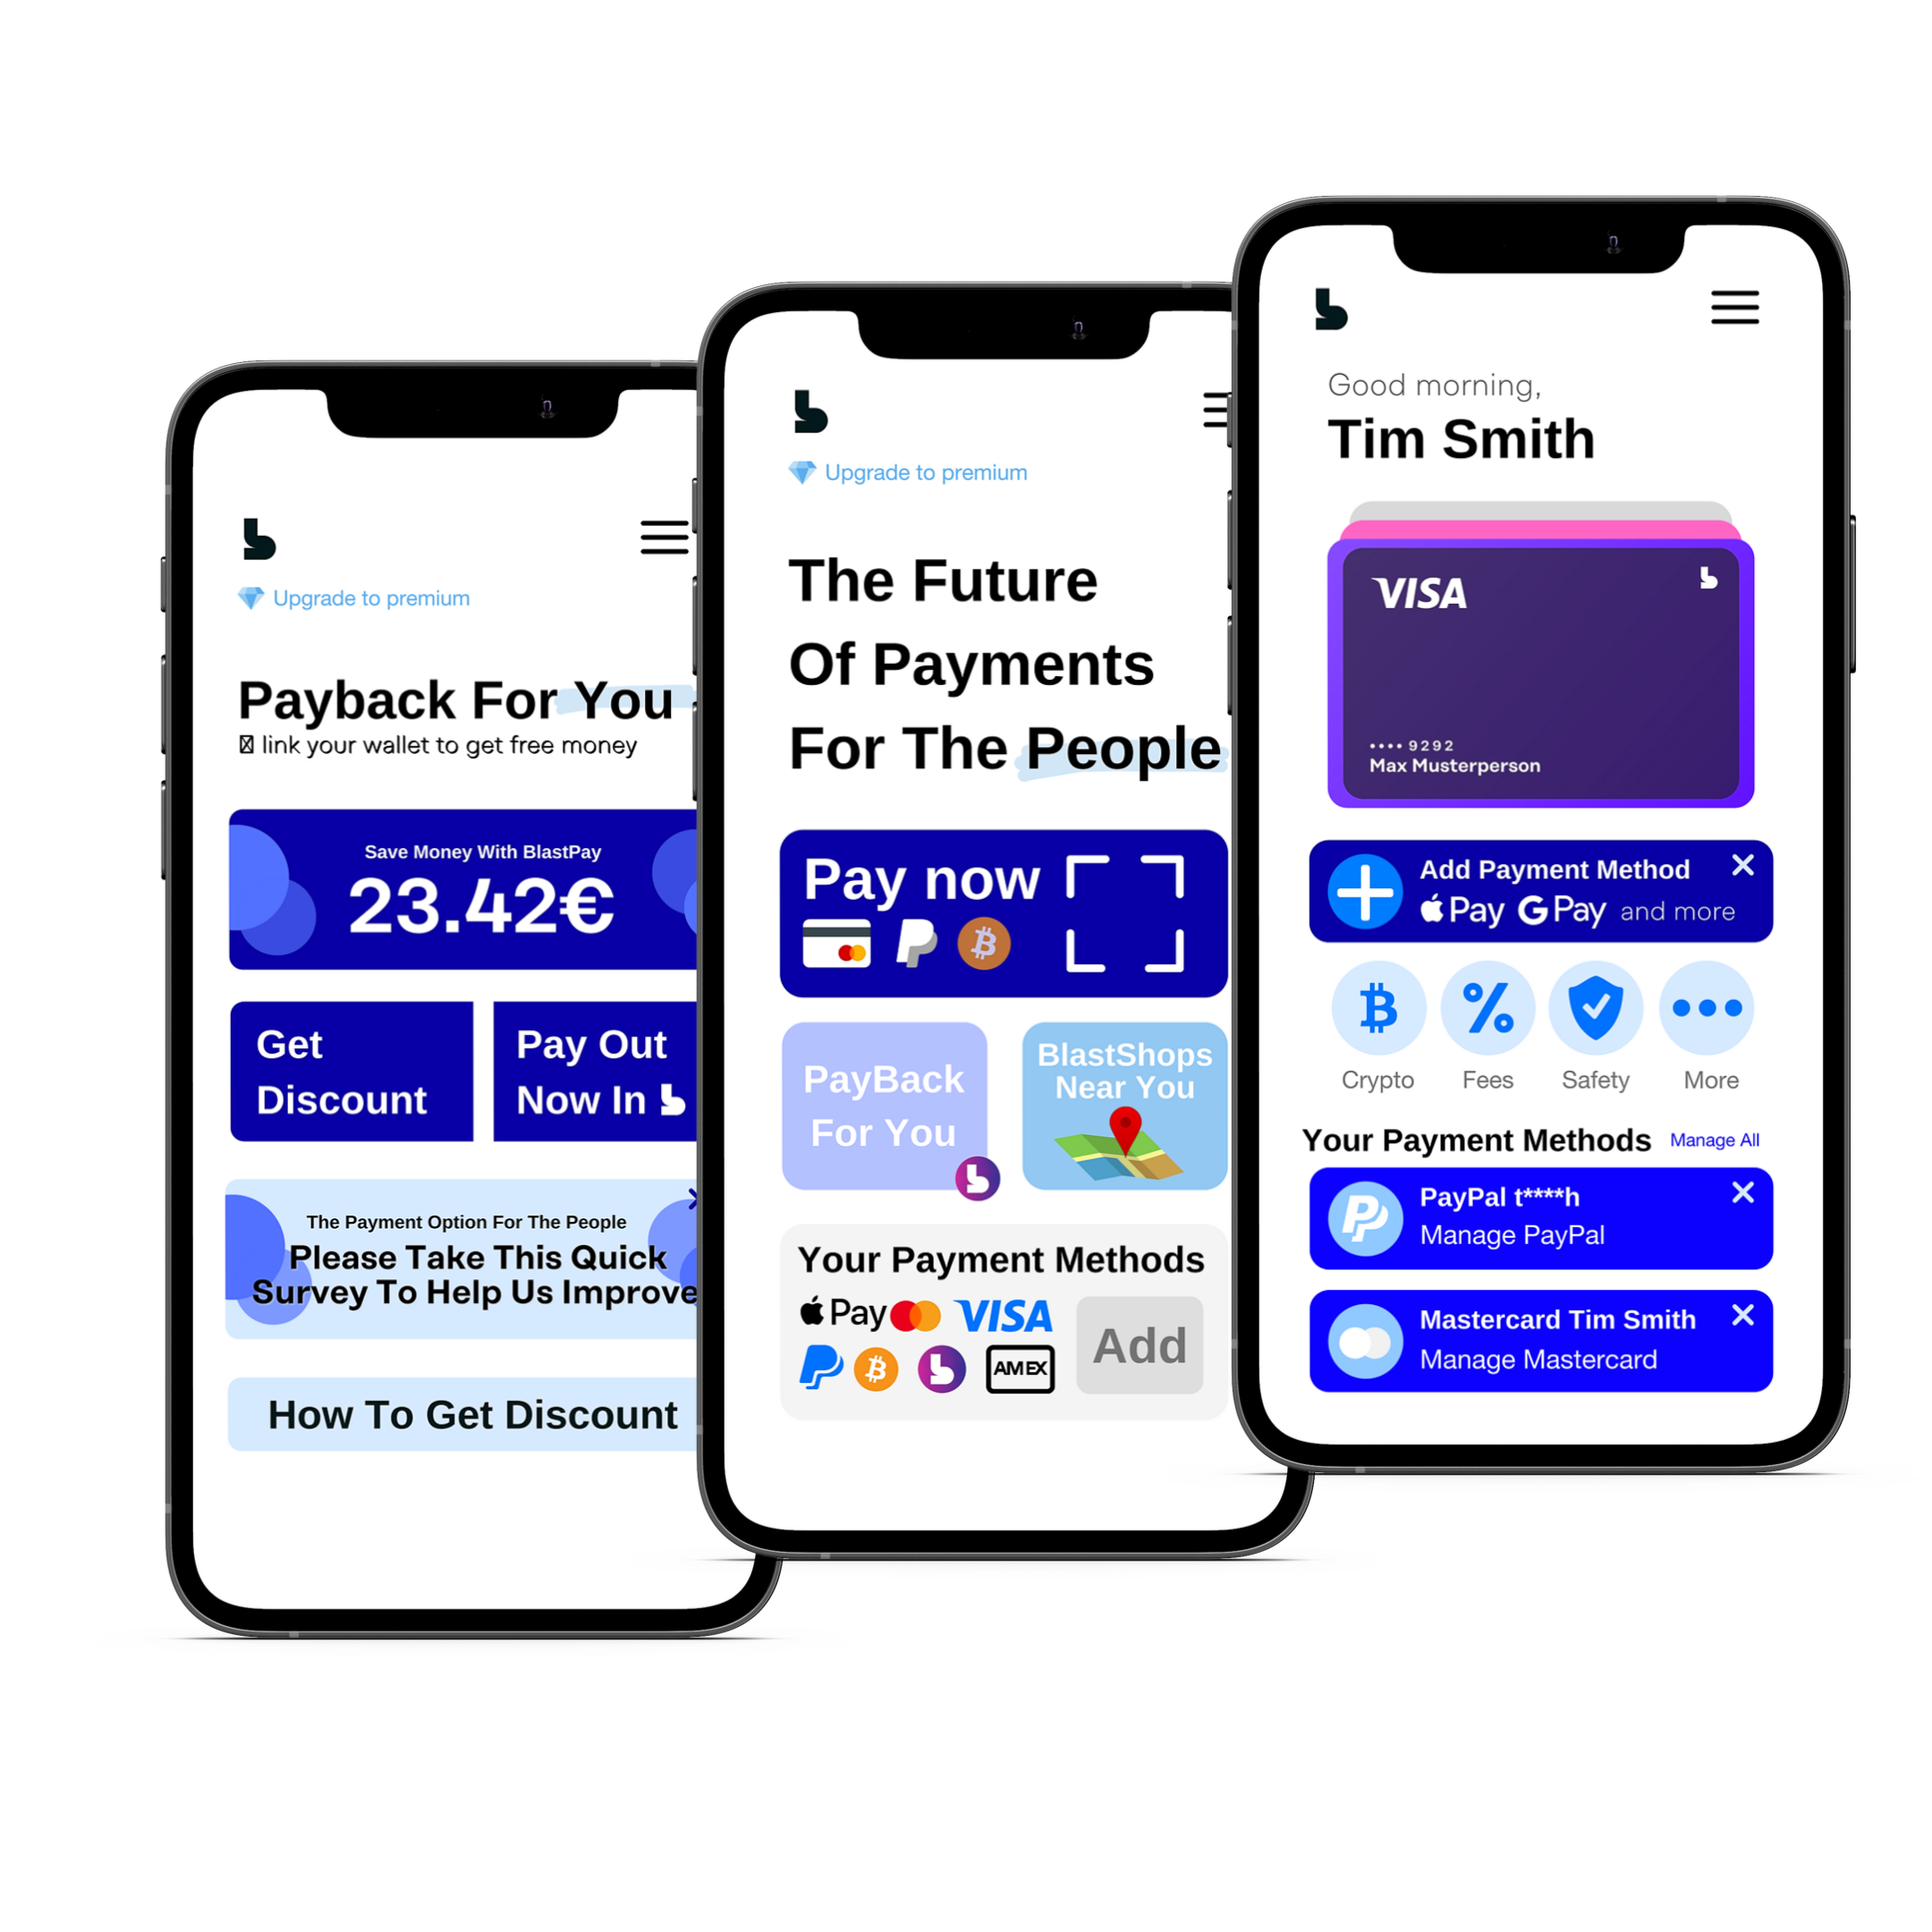 Upgrade to premium
Payback For You
link your wallet to get free money
Save Money With BlastPay
23.42€
Get
Discount
Pay Out
Now In
The Payment Option For The People
Please Take This Quick
Survey To Help Us Improve
How To Get Discount
Upgrade to premium
The Future
Of Payments
For The People
Pay now
PayBack
For You
BlastShops
Near You
Your Payment Methods
Pay VISA
AMEX
Add
Good morning,
Tim Smith
VISA
•••• 9292
Max Musterperson
Add Payment Method
Pay G Pay and more
Crypto Fees Safety More
Your Payment Methods Manage All
PayPal t****h
Manage PayPal
Mastercard Tim Smith
Manage Mastercard